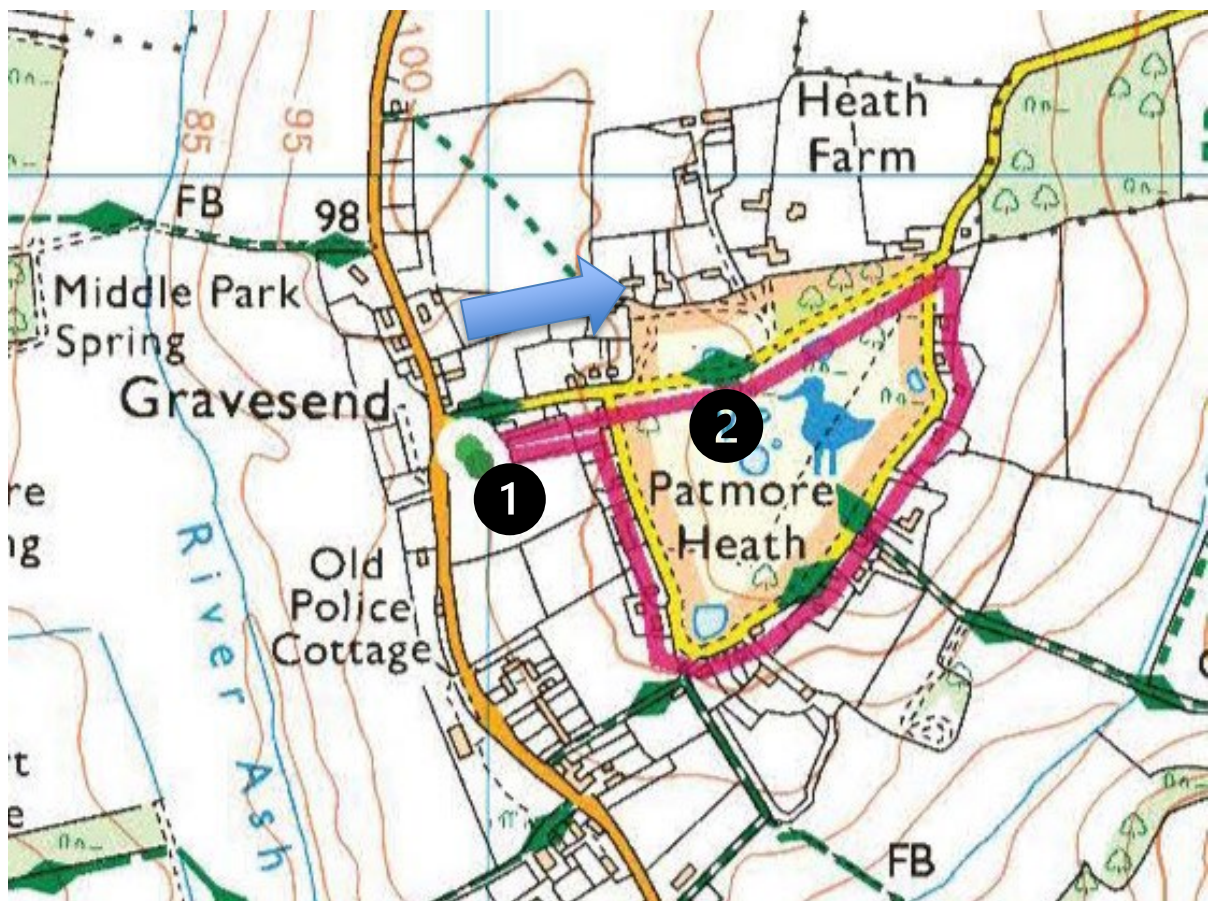 100
Heath
Farm
85
95
FB
98
Middle Park
Spring
Gravesend
2
1
Patmore
Heath
re
ng
Old
Police
Cottage
River Ash
rt
e
FB